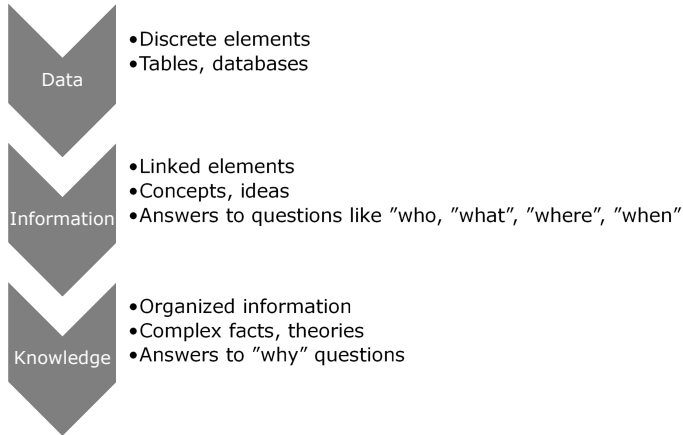 Data
•Discrete elements
•Tables, databases
Information
•Linked elements
•Concepts, ideas
•Answers to questions like ”who, ”what”, ”where”, ”when”
Knowledge
•Organized information
•Complex facts, theories
•Answers to ”why” questions